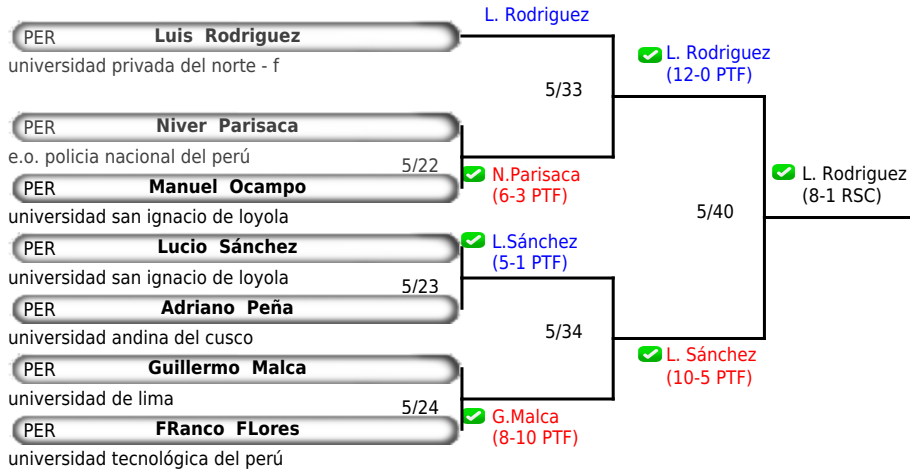 L. Rodriguez
PER Luis Rodriguez
universidad privada del norte - f
L. Rodriguez
(12-0 PTF)
5/33
PER Niver Parisaca
e.o. policia nacional del perú
5/22
N.Parisaca
(6-3 PTF)
PER Manuel Ocampo
universidad san ignacio de loyola
L. Rodriguez
(8-1 RSC)
5/40
PER Lucio Sánchez
universidad san ignacio de loyola
L.Sánchez
(5-1 PTF)
5/23
PER Adriano Peña
universidad andina del cusco
5/34
PER Guillermo Malca
universidad de lima
L. Sánchez
(10-5 PTF)
5/24
G.Malca
(8-10 PTF)
PER FRanco FLores
universidad tecnológica del perú